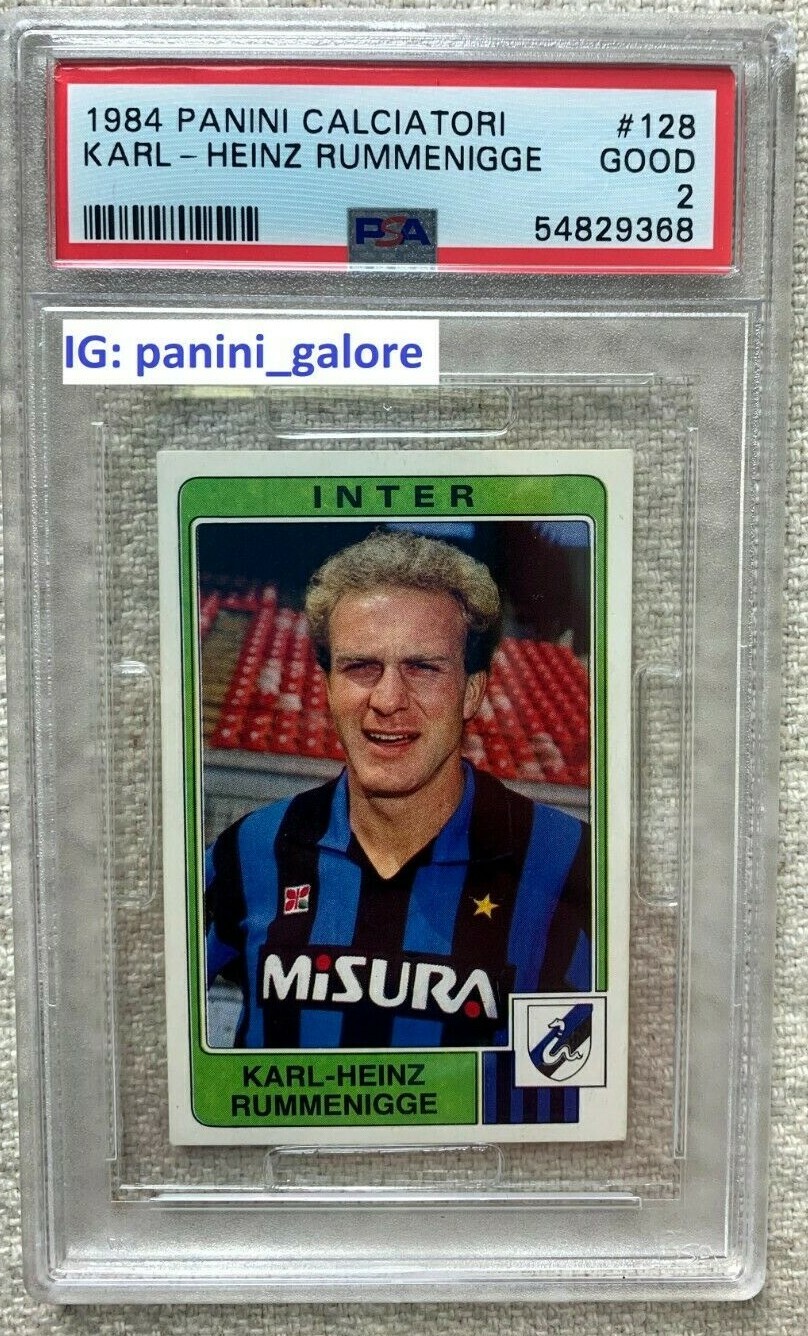 1984 PANINI CALCIATORI #128
KARL - HEINZ RUMMENIGGE GOOD
2
PSA 54829368
IG: panini_galore
INTER
MiSURA
KARL-HEINZ
RUMMENIGGE